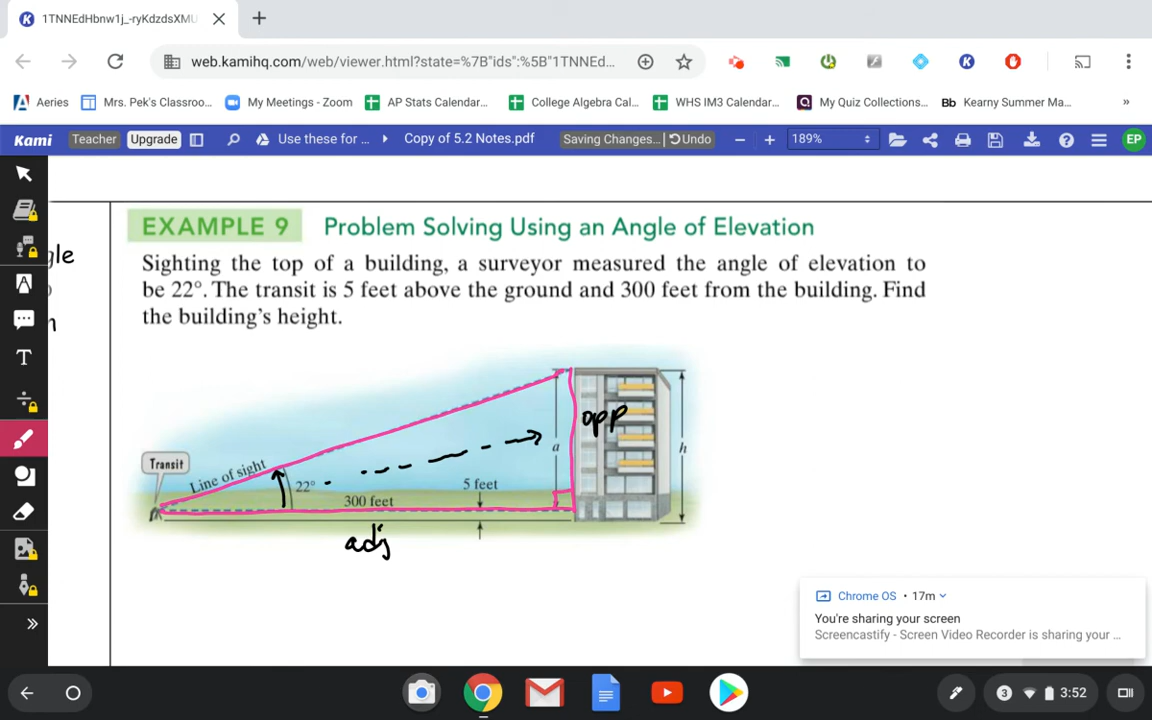 1TNNEdHbnw1j_-ryKdzdsXMU
web.kamihq.com/web/viewer.html?state=%7B"ids":%5B"1TNNEd...
Aeries
Mrs. Pek's Classroo...
My Meetings - Zoom
AP Stats Calendar...
College Algebra Cal...
WHS IM3 Calendar...
My Quiz Collections...
Bb Kearny Summer Ma...
»
Kami Teacher Upgrade Use these for ... Copy of 5.2 Notes.pdf Saving Changes... | Undo 189% EP
EXAMPLE 9 Problem Solving Using an Angle of Elevation
gle
Sighting the top of a building, a surveyor measured the angle of elevation to
be 22°. The transit is 5 feet above the ground and 300 feet from the building. Find
the building's height.
opp
Transit
Line of sight
a
h
22°
5 feet
300 feet
adj
Chrome OS • 17m
You're sharing your screen
Screencastify - Screen Video Recorder is sharing your ...
3 3:52